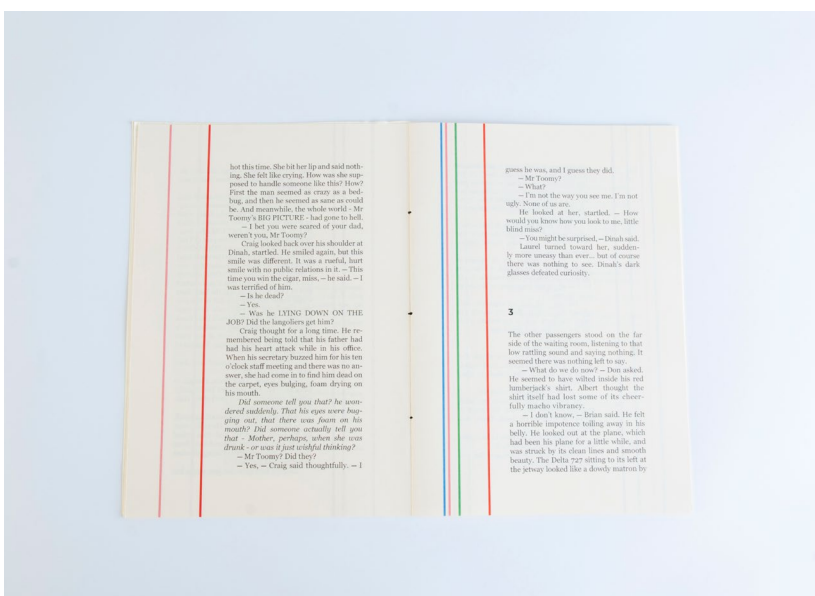 hot this time. She bit her lip and said noth-
ing. She felt like crying. How was she sup-
posed to handle someone like this? How?
First the man seemed as crazy as a bed-
bug, and then he seemed as sane as could
be. And meanwhile, the whole world - Mr
Toomy's BIG PICTURE - had gone to hell.
— I bet you were scared of your dad,
weren't you, Mr Toomy?
Craig looked back over his shoulder at
Dinah, startled. He smiled again, but this
smile was different. It was a rueful, hurt
smile with no public relations in it. — This
time you win the cigar, miss, — he said. — I
was terrified of him.
— Is he dead?
— Yes.
— Was he LYING DOWN ON THE
JOB? Did the langoliers get him?
Craig thought for a long time. He re-
membered being told that his father had
had his heart attack while in his office.
When his secretary buzzed him for his ten
o'clock staff meeting and there was no an-
swer, she had come in to find him dead on
the carpet, eyes bulging, foam drying on
his mouth.
Did someone tell you that? he won-
dered suddenly. That his eyes were bug-
ging out, that there was foam on his
mouth? Did someone actually tell you
that - Mother, perhaps, when she was
drunk - or was it just wishful thinking?
— Mr Toomy? Did they?
— Yes, — Craig said thoughtfully. — I
guess he was, and I guess they did.
— Mr Toomy?
— What?
— I'm not the way you see me. I'm not
ugly. None of us are.
He looked at her, startled. — How
would you know how you look to me, little
blind miss?
— You might be surprised, — Dinah said.
Laurel turned toward her, sudden-
ly more uneasy than ever... but of course
there was nothing to see. Dinah's dark
glasses defeated curiosity.
3
The other passengers stood on the far
side of the waiting room, listening to that
low rattling sound and saying nothing. It
seemed there was nothing left to say.
— What do we do now? — Don asked.
He seemed to have wilted inside his red
lumberjack's shirt. Albert thought the
shirt itself had lost some of its cheer-
fully macho vibrancy.
— I don't know, — Brian said. He felt
a horrible impotence toiling away in his
belly. He looked out at the plane, which
had been his plane for a little while, and
was struck by its clean lines and smooth
beauty. The Delta 727 sitting to its left at
the jetway looked like a dowdy matron by